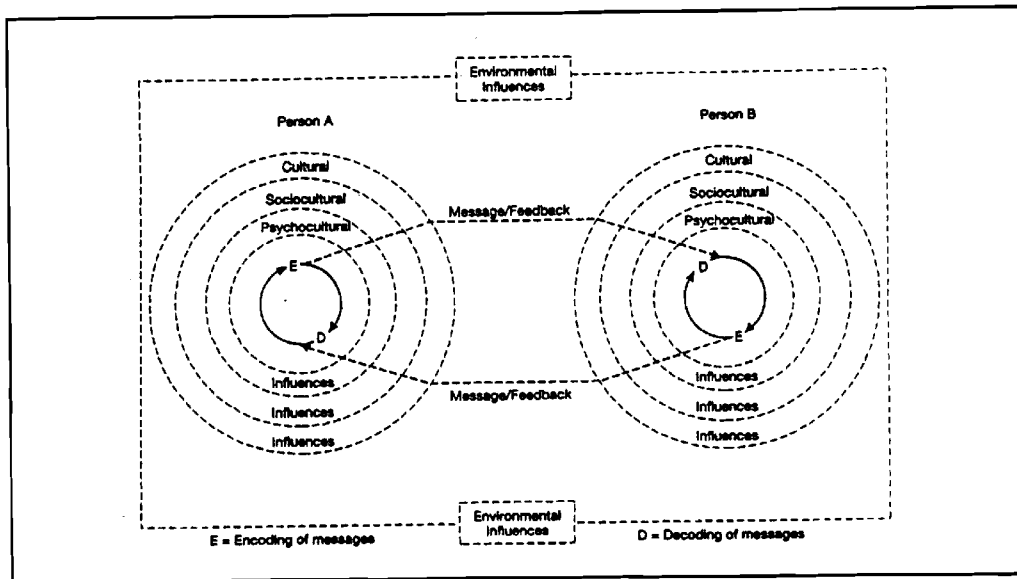 Environmental
Influences
Person A
Person B
Cultural
Sociocultural
Psychocultural
E
D
Influences
Influences
Influences
Message/Feedback
Message/Feedback
Cultural
Sociocultural
Psychocultural
D
E
Influences
Influences
Influences
Environmental
Influences
E = Encoding of messages
D = Decoding of messages